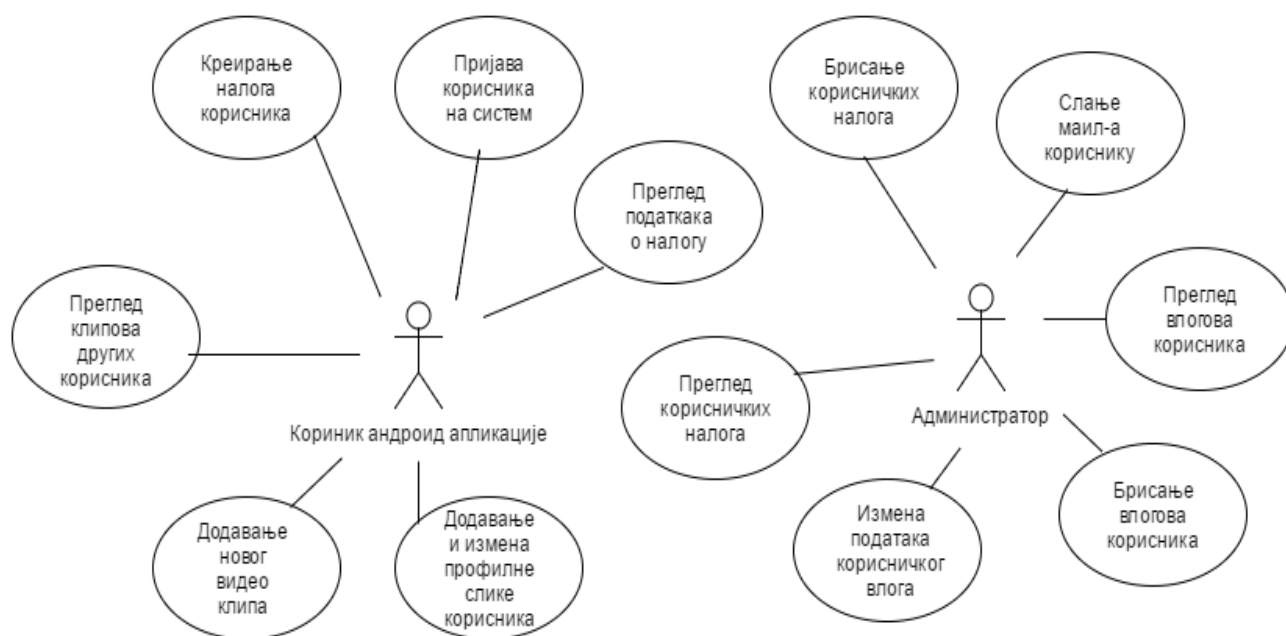 Креирање
налога
корисника
Пријава
корисника
на систем
Преглед
податкака
о налогу
Преглед
клипова
других
корисника
Кориник андроид апликације
Додавање
новог
видео
клипа
Додавање
и измена
профилне
слике
корисника
Брисање
корисничких
налога
Слање
маил-а
кориснику
Преглед
влогова
корисника
Преглед
корисничких
налога
Администратор
Измена
података
корисничког
влога
Брисање
влогова
корисника